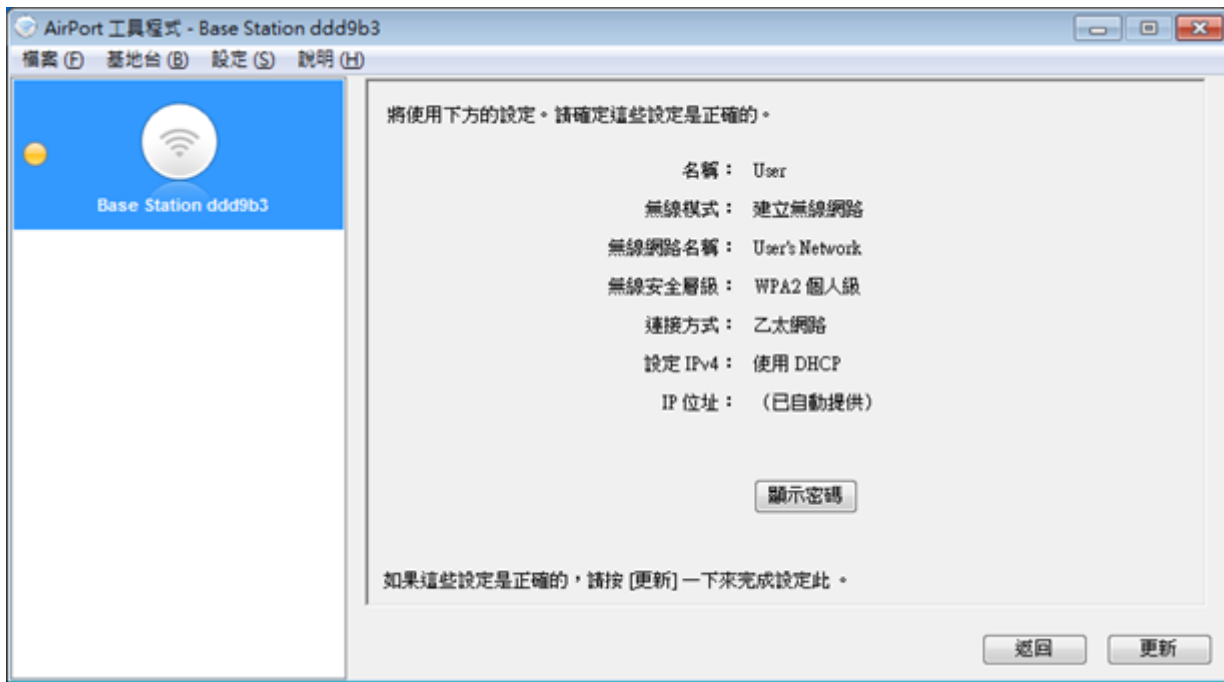 AirPort 工具程式 - Base Station ddd9b3
檔案 (F) 基地台 (B) 設定 (S) 說明 (H)
Base Station ddd9b3
將使用下方的設定。請確定這些設定是正確的。
名稱： User
無線模式： 建立無線網路
無線網路名稱： User's Network
無線安全層級： WPA2 個人級
連接方式： 乙太網路
設定 IPv4： 使用 DHCP
IP 位址： （已自動提供）
顯示密碼
如果這些設定是正確的，請按 [更新] 一下來完成設定此 。
返回 更新